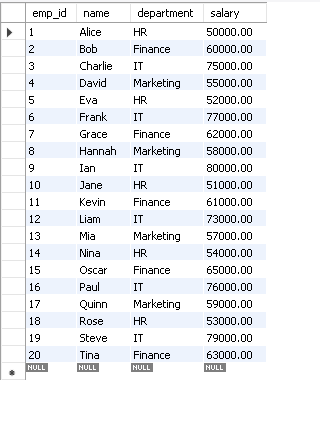 emp_id name department salary
1 Alice HR 50000.00
2 Bob Finance 60000.00
3 Charlie IT 75000.00
4 David Marketing 55000.00
5 Eva HR 52000.00
6 Frank IT 77000.00
7 Grace Finance 62000.00
8 Hannah Marketing 58000.00
9 Ian IT 80000.00
10 Jane HR 51000.00
11 Kevin Finance 61000.00
12 Liam IT 73000.00
13 Mia Marketing 57000.00
14 Nina HR 54000.00
15 Oscar Finance 65000.00
16 Paul IT 76000.00
17 Quinn Marketing 59000.00
18 Rose HR 53000.00
19 Steve IT 79000.00
20 Tina Finance 63000.00
NULL NULL NULL NULL